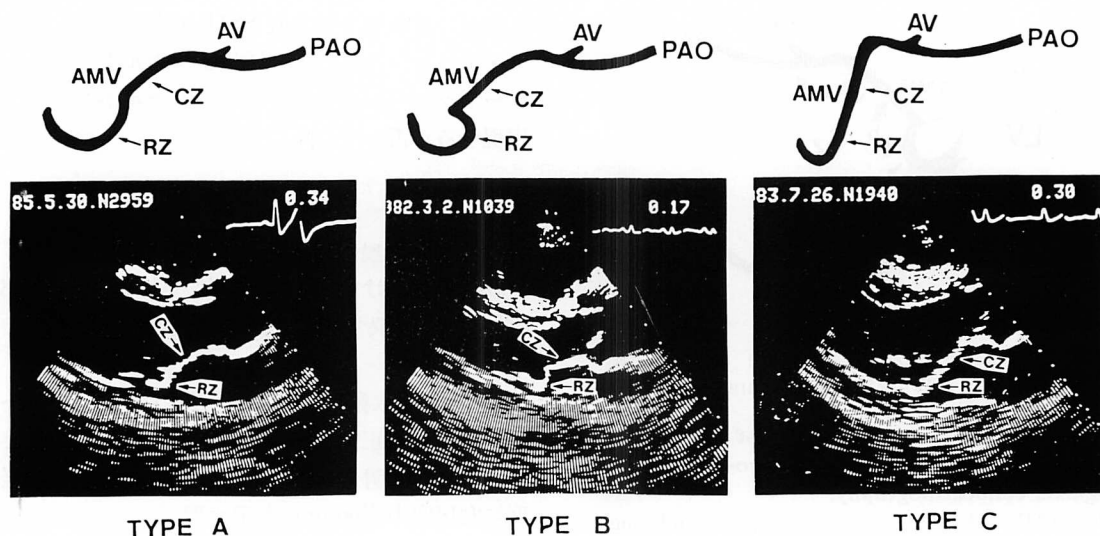 AV
PAO
AMV
CZ
RZ
AV
PAO
AMV
CZ
RZ
AV
PAO
AMV
CZ
RZ
85.5.30.N2959 0.34
CZ
RZ
382.3.2.N1039 0.17
CZ
RZ
383.7.26.N1940 0.30
CZ
RZ
TYPE A
TYPE B
TYPE C